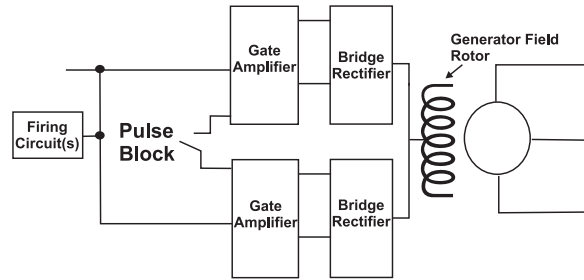 Gate
Amplifier
Bridge
Rectifier
Generator Field
Rotor
Firing
Circuit(s)
Pulse
Block
Gate
Amplifier
Bridge
Rectifier